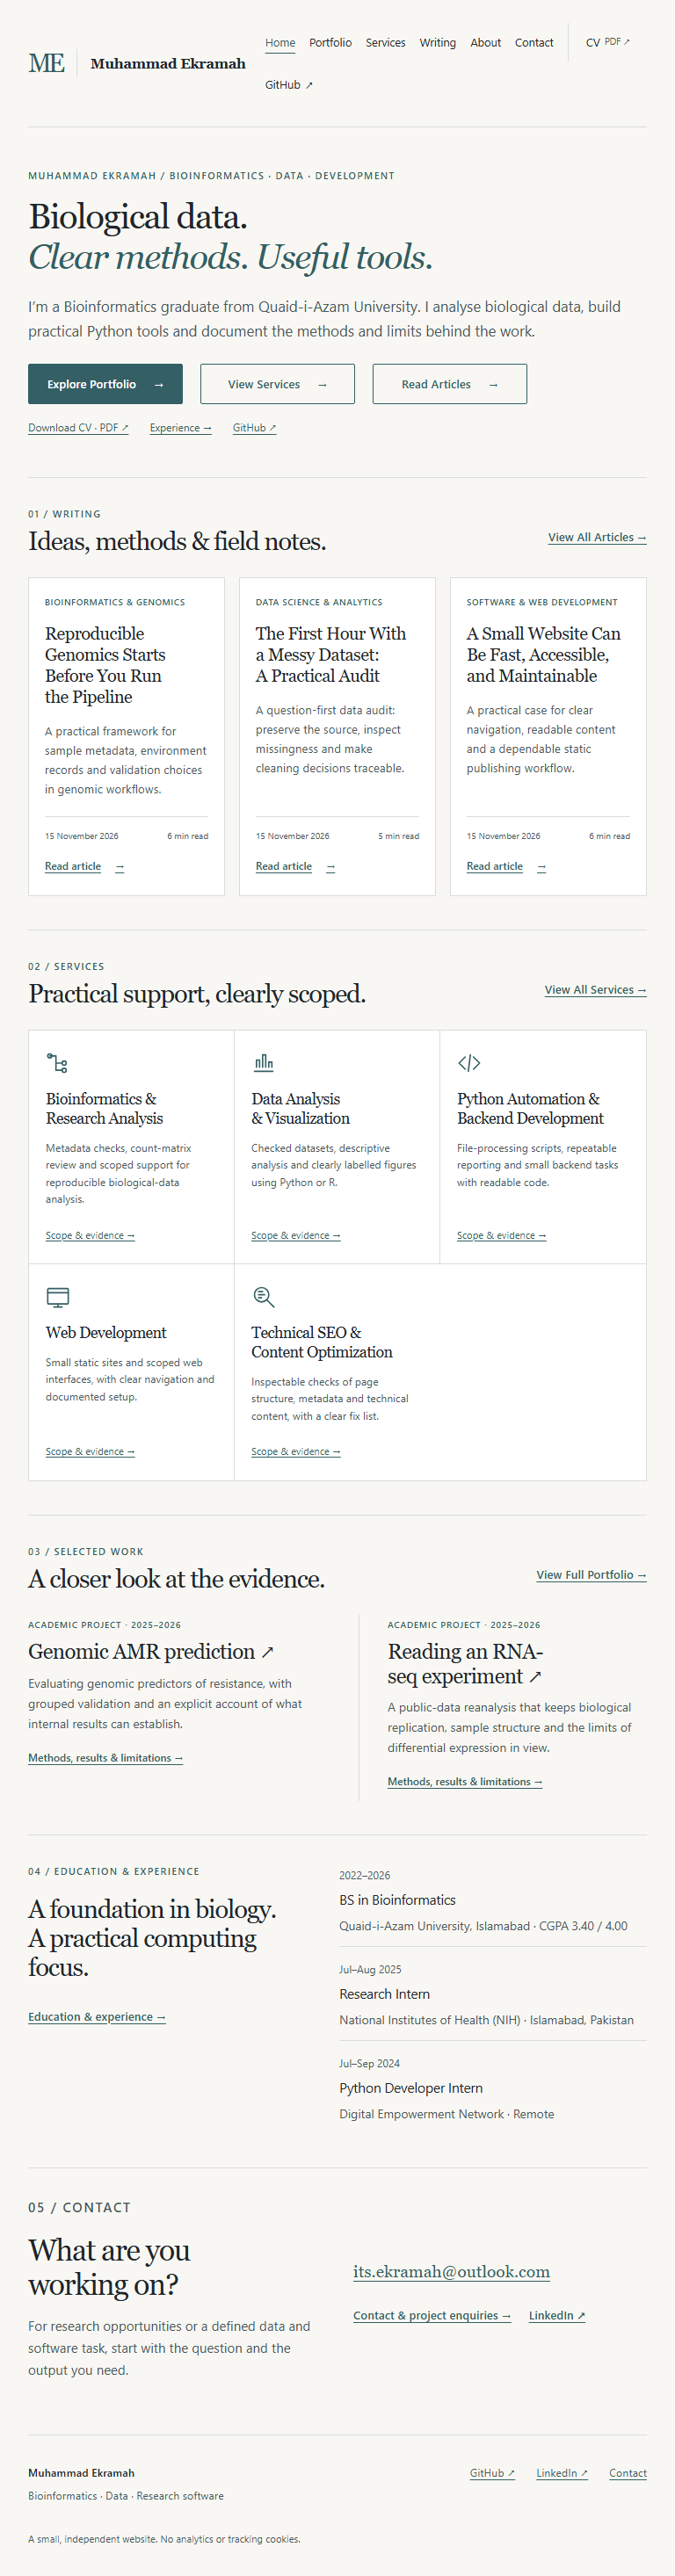 ME Muhammad Ekramah
Home Portfolio Services Writing About Contact CV PDF ↗
GitHub ↗
MUHAMMAD EKRAMAH / BIOINFORMATICS · DATA · DEVELOPMENT
Biological data.
Clear methods. Useful tools.
I'm a Bioinformatics graduate from Quaid-i-Azam University. I analyse biological data, build
practical Python tools and document the methods and limits behind the work.
Explore Portfolio → View Services → Read Articles →
Download CV · PDF ↗ Experience → GitHub ↗
01 / WRITING
Ideas, methods & field notes.
View All Articles →
BIOINFORMATICS & GENOMICS
Reproducible
Genomics Starts
Before You Run
the Pipeline
A practical framework for
sample metadata, environment
records and validation choices
in genomic workflows.
15 November 2026 6 min read
Read article →
DATA SCIENCE & ANALYTICS
The First Hour With
a Messy Dataset:
A Practical Audit
A question-first data audit:
preserve the source, inspect
missingness and make
cleaning decisions traceable.
15 November 2026 5 min read
Read article →
SOFTWARE & WEB DEVELOPMENT
A Small Website Can
Be Fast, Accessible,
and Maintainable
A practical case for clear
navigation, readable content
and a dependable static
publishing workflow.
15 November 2026 6 min read
Read article →
02 / SERVICES
Practical support, clearly scoped.
View All Services →
Bioinformatics &
Research Analysis
Metadata checks, count-matrix
review and scoped support for
reproducible biological-data
analysis.
Scope & evidence →
Data Analysis
& Visualization
Checked datasets, descriptive
analysis and clearly labelled figures
using Python or R.
Scope & evidence →
Python Automation &
Backend Development
File-processing scripts, repeatable
reporting and small backend tasks
with readable code.
Scope & evidence →
Web Development
Small static sites and scoped web
interfaces, with clear navigation and
documented setup.
Scope & evidence →
Technical SEO &
Content Optimization
Inspectable checks of page
structure, metadata and technical
content, with a clear fix list.
Scope & evidence →
03 / SELECTED WORK
A closer look at the evidence.
View Full Portfolio →
ACADEMIC PROJECT · 2025–2026
Genomic AMR prediction ↗
Evaluating genomic predictors of resistance, with
grouped validation and an explicit account of what
internal results can establish.
Methods, results & limitations →
ACADEMIC PROJECT · 2025–2026
Reading an RNA-
seq experiment ↗
A public-data reanalysis that keeps biological
replication, sample structure and the limits of
differential expression in view.
Methods, results & limitations →
04 / EDUCATION & EXPERIENCE
A foundation in biology.
A practical computing
focus.
Education & experience →
2022–2026
BS in Bioinformatics
Quaid-i-Azam University, Islamabad · CGPA 3.40 / 4.00
Jul–Aug 2025
Research Intern
National Institutes of Health (NIH) · Islamabad, Pakistan
Jul–Sep 2024
Python Developer Intern
Digital Empowerment Network · Remote
05 / CONTACT
What are you
working on?
For research opportunities or a defined data and
software task, start with the question and the
output you need.
its.ekramah@outlook.com
Contact & project enquiries → LinkedIn ↗
Muhammad Ekramah
Bioinformatics · Data · Research software
GitHub ↗ LinkedIn ↗ Contact
A small, independent website. No analytics or tracking cookies.